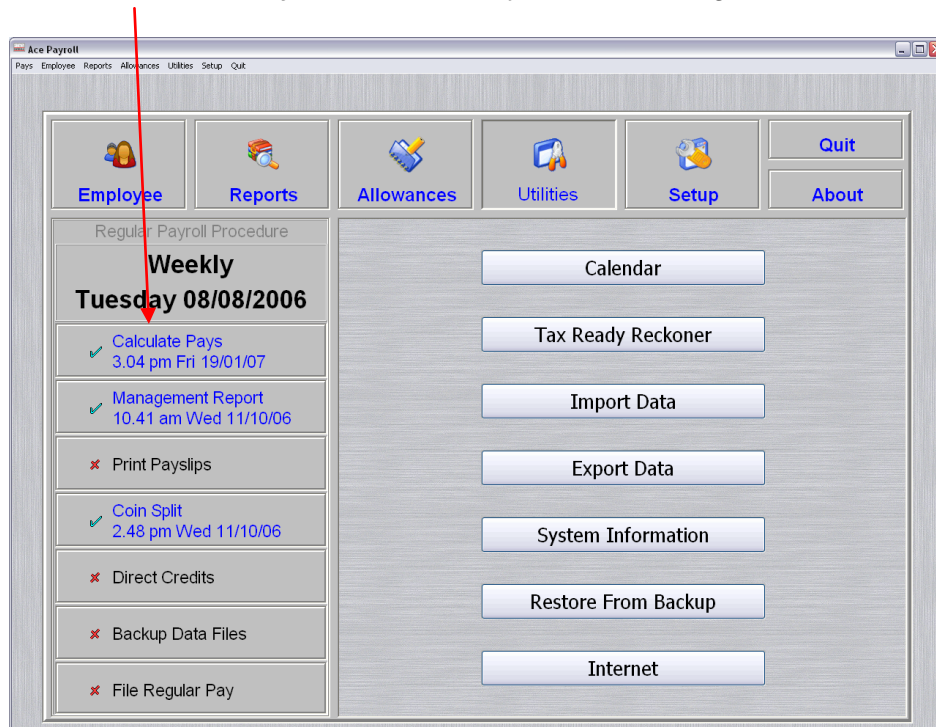 Ace Payroll
Pays Employee Reports Allowances Utilities Setup Quit
Employee
Reports
Allowances
Utilities
Setup
Quit
About
Regular Payroll Procedure
Weekly
Tuesday 08/08/2006
Calculate Pays
3.04 pm Fri 19/01/07
Management Report
10.41 am Wed 11/10/06
Print Payslips
Coin Split
2.48 pm Wed 11/10/06
Direct Credits
Backup Data Files
File Regular Pay
Calendar
Tax Ready Reckoner
Import Data
Export Data
System Information
Restore From Backup
Internet